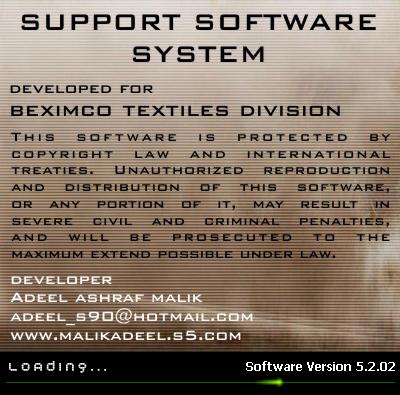 SUPPORT SOFTWARE
SYSTEM
DEVELOPED FOR
BEXIMCO TEXTILES DIVISION
THIS SOFTWARE IS PROTECTED BY
COPYRIGHT LAW AND INTERNATIONAL
TREATIES. UNAUTHORIZED REPRODUCTION
AND DISTRIBUTION OF THIS SOFTWARE,
OR ANY PORTION OF IT, MAY RESULT IN
SEVERE CIVIL AND CRIMINAL PENALTIES,
AND WILL BE PROSECUTED TO THE
MAXIMUM EXTEND POSSIBLE UNDER LAW.
DEVELOPER
ADEEL ASHRAF MALIK
ADEEL_S90@HOTMAIL.COM
WWW.MALIKADEEL.S5.COM
Loading...
Software Version 5.2.02